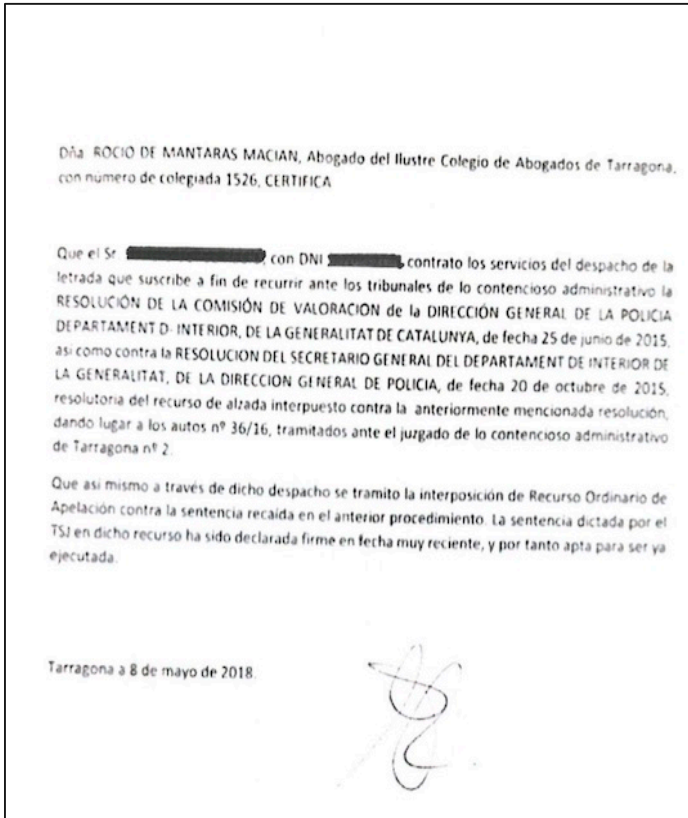 Dña. ROCIO DE MANTARAS MACIAN, Abogado del Ilustre Colegio de Abogados de Tarragona,
con número de colegiada 1526, CERTIFICA
Que el Sr. con DNI , contrato los servicios del despacho de la
letrada que suscribe a fin de recurrir ante los tribunales de lo contencioso administrativo la
RESOLUCIÓN DE LA COMISIÓN DE VALORACION de la DIRECCIÓN GENERAL DE LA POLICIA
DEPARTAMENT D- INTERIOR, DE LA GENERALITAT DE CATALUNYA, de fecha 25 de junio de 2015,
asi como contra la RESOLUCION DEL SECRETARIO GENERAL DEL DEPARTAMENT DE INTERIOR DE
LA GENERALITAT, DE LA DIRECCION GENERAL DE POLICIA, de fecha 20 de octubre de 2015,
resolutoria del recurso de alzada interpuesto contra la anteriormente mencionada resolución,
dando lugar a los autos nº 36/16, tramitados ante el juzgado de lo contencioso administrativo
de Tarragona nº 2.
Que asi mismo a través de dicho despacho se tramito la interposición de Recurso Ordinario de
Apelación contra la sentencia recaída en el anterior procedimiento. La sentencia dictada por el
TSJ en dicho recurso ha sido declarada firme en fecha muy reciente, y por tanto apta para ser ya
ejecutada.
Tarragona a 8 de mayo de 2018.